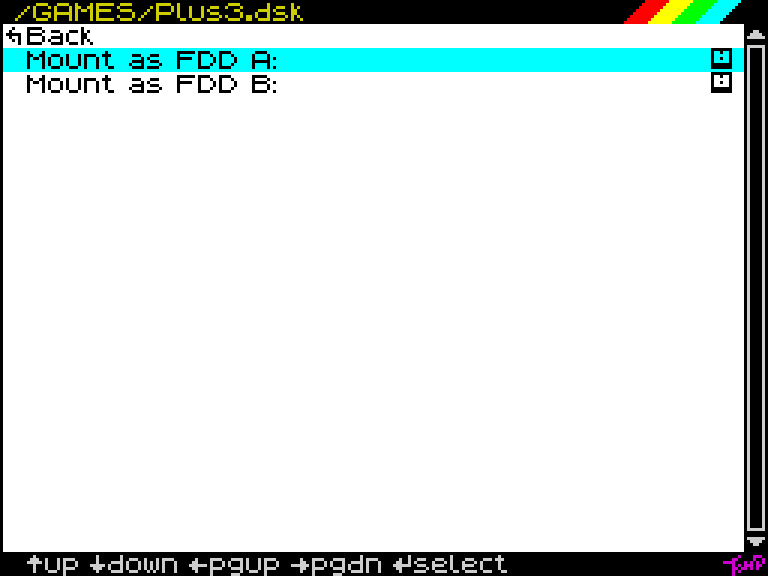 /GAMES/Plus3.dsk
↰Back
Mount as FDD A:
Mount as FDD B:
↑up ↓down ←pgup →pgdn ↵select